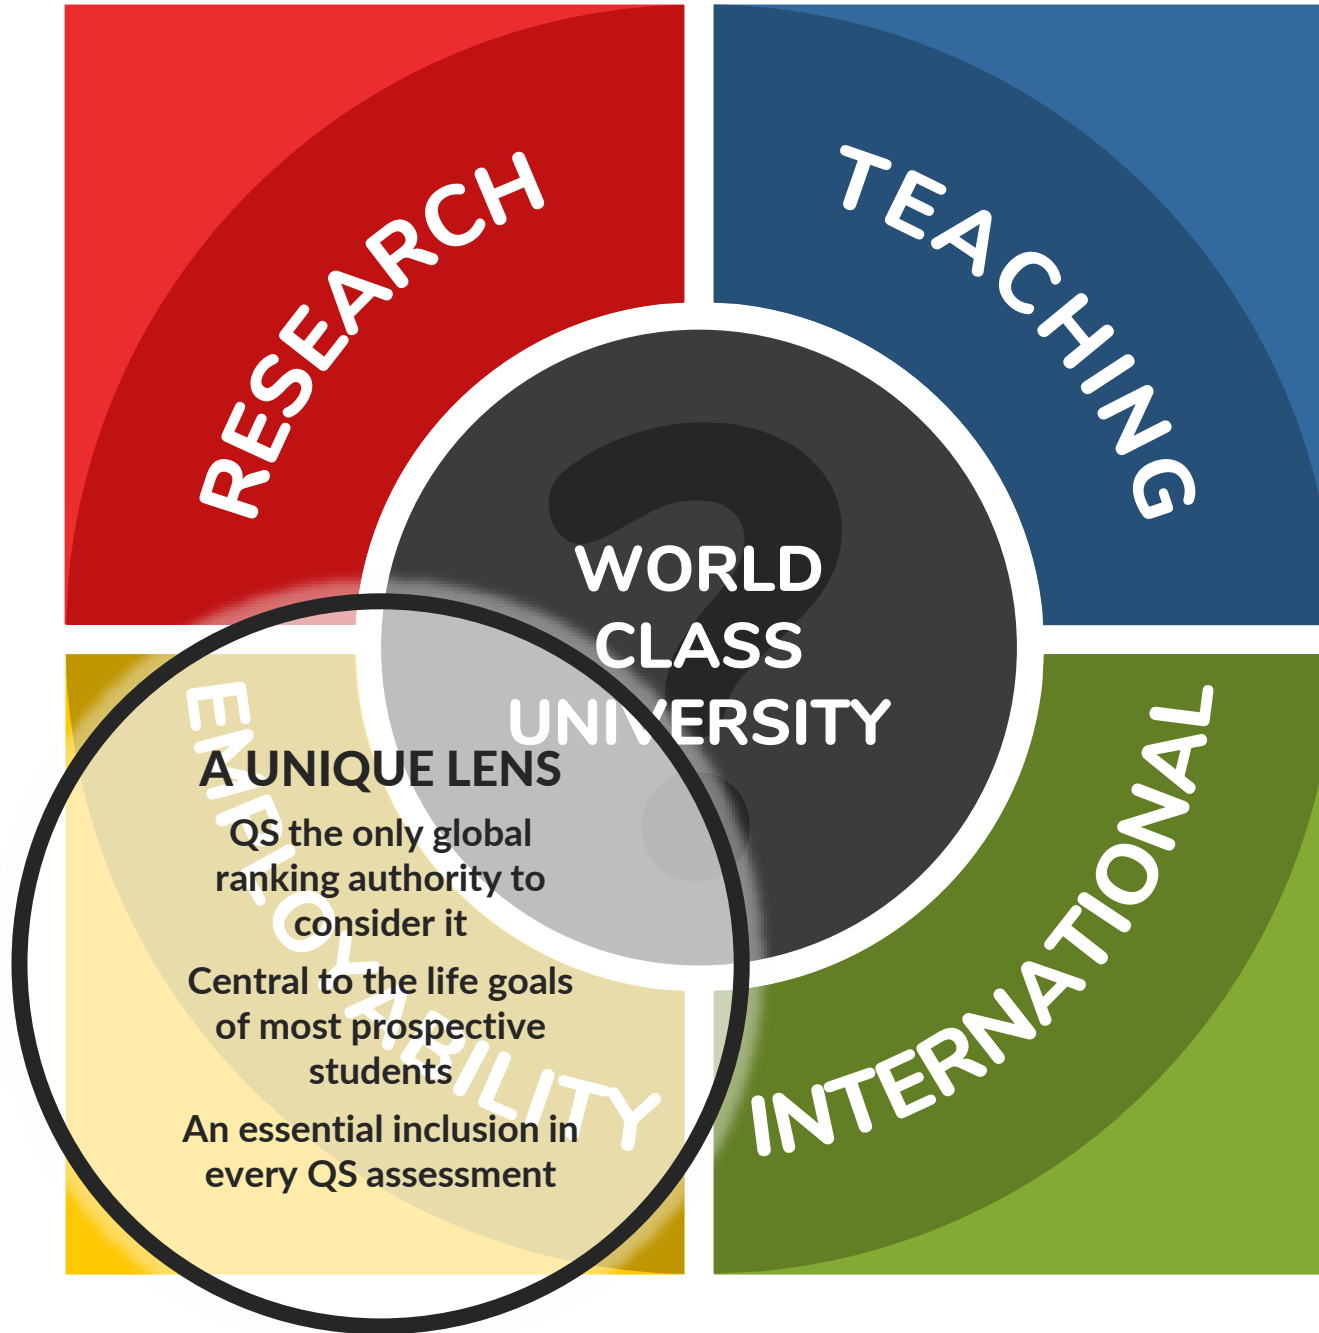 RESEARCH
TEACHING
WORLD
CLASS
UNIVERSITY
EMPLOYABILITY
A UNIQUE LENS
QS the only global
ranking authority to
consider it
Central to the life goals
of most prospective
students
An essential inclusion in
every QS assessment
INTERNATIONAL